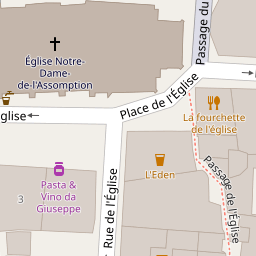 Passage du
Église Notre-
Dame-
de-l'Assomption
Place de l'Église
glise
La fourchette
de l'église
Pasta &
Vino da
Giuseppe
L'Eden
Passage de l'Église
3
Rue de l'Église